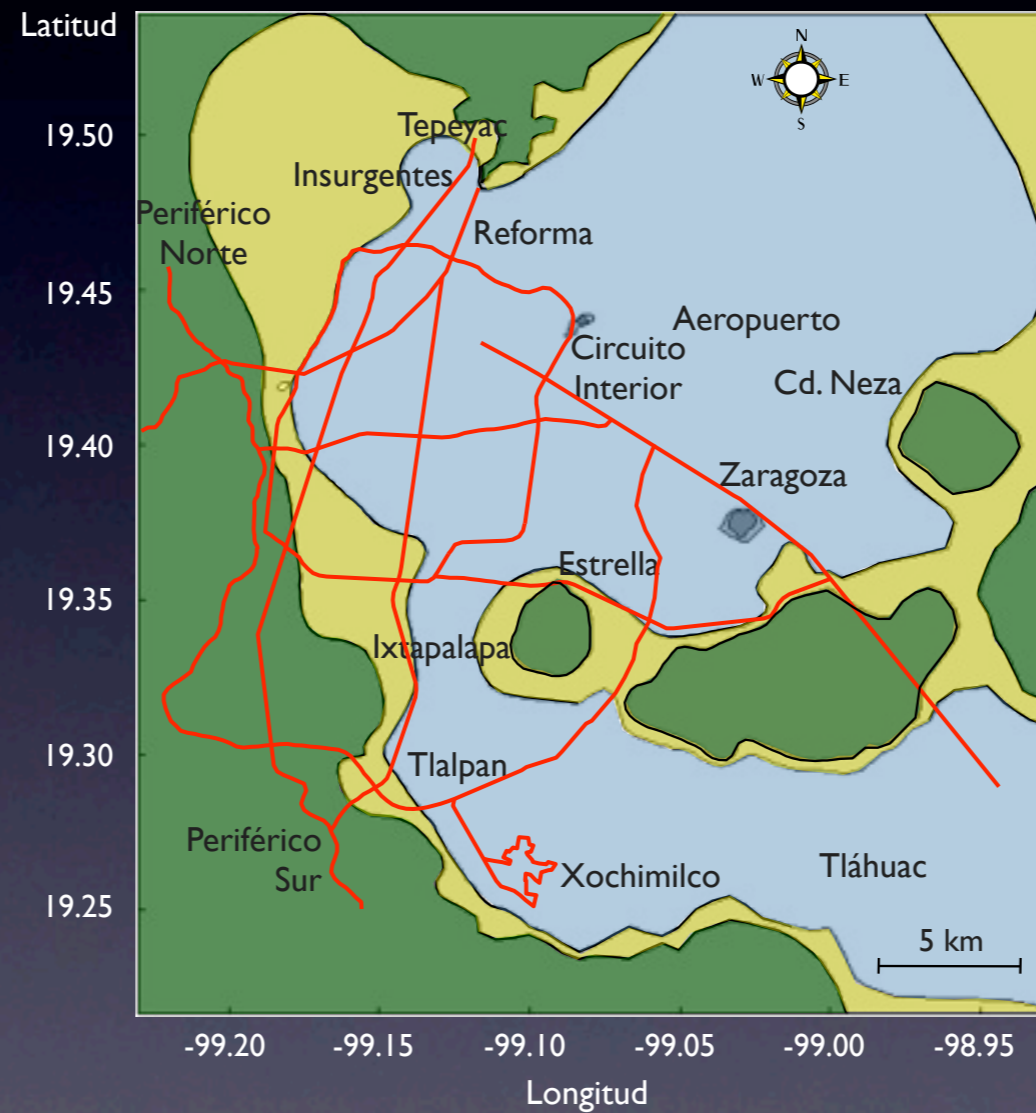 Latitud
N
W E
S
Tepeyac
19.50
Insurgentes
Periférico
Norte
Reforma
19.45
Aeropuerto
Circuito
Interior
Cd. Neza
19.40
Zaragoza
Estrella
19.35
Ixtapalapa
19.30
Tlalpan
Periférico
Sur
Xochimilco
Tláhuac
19.25
5 km
-99.20 -99.15 -99.10 -99.05 -99.00 -98.95
Longitud